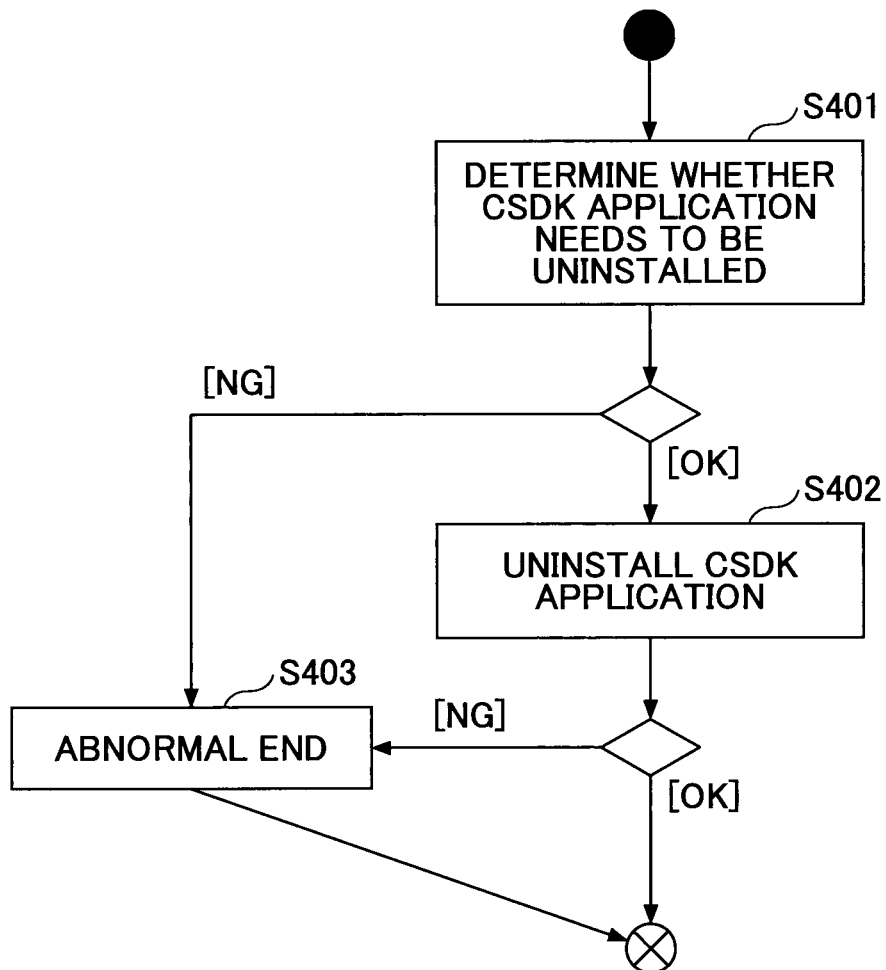 S401
DETERMINE WHETHER
CSDK APPLICATION
NEEDS TO BE
UNINSTALLED
[NG]
[OK]
S402
UNINSTALL CSDK
APPLICATION
S403
ABNORMAL END
[NG]
[OK]